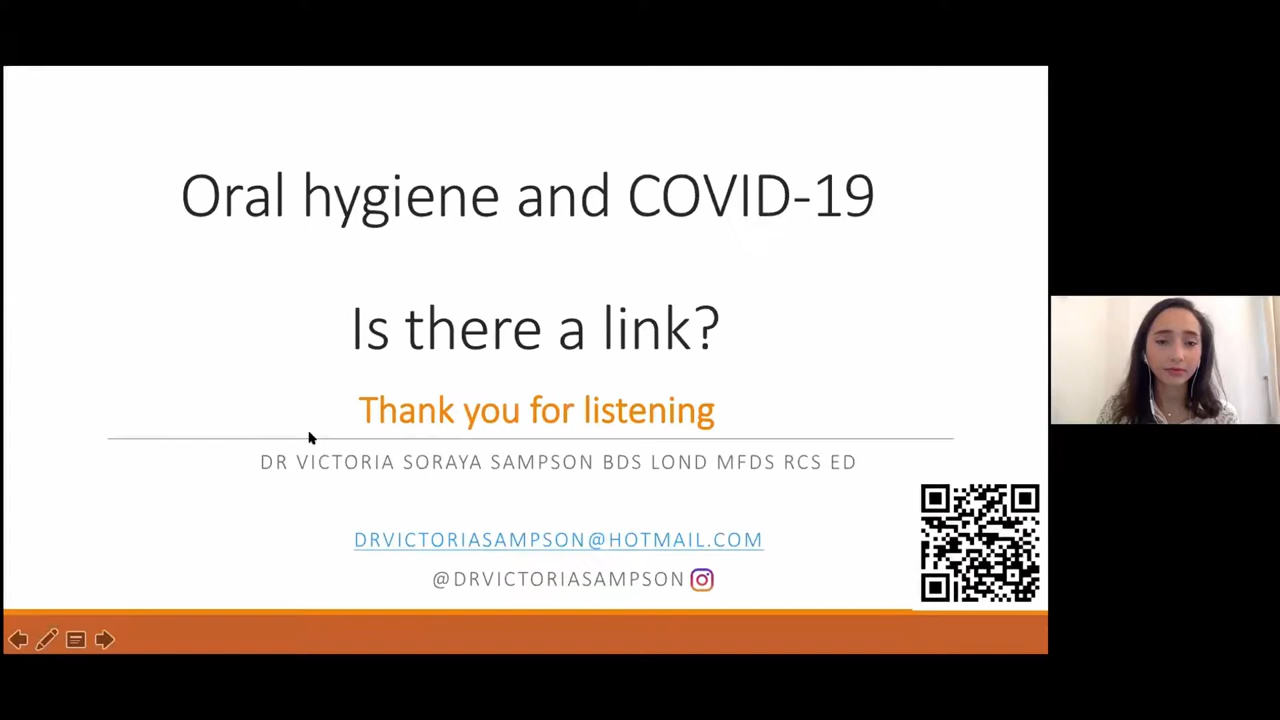 Oral hygiene and COVID-19
Is there a link?
Thank you for listening
DR VICTORIA SORAYA SAMPSON BDS LOND MFDS RCS ED
DRVICTORIASAMPSON@HOTMAIL.COM
@DRVICTORIASAMPSON